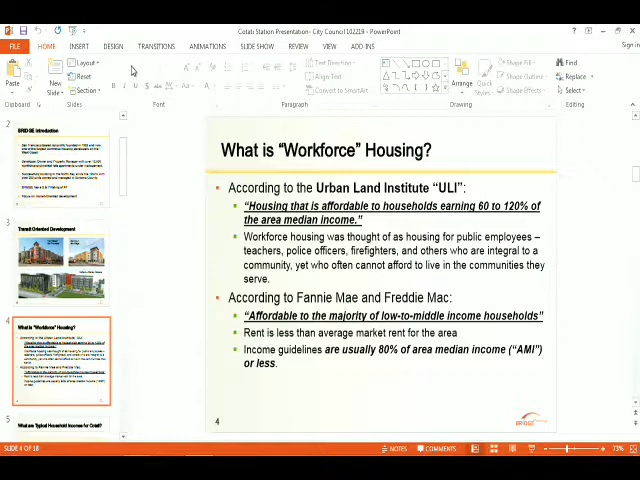 Cotati Station Presentation- City Council 102219 - PowerPoint
FILE HOME INSERT DESIGN TRANSITIONS ANIMATIONS SLIDE SHOW REVIEW VIEW ADD INS
Paste
New Slide
Layout
Reset
Section
Text Direction
Align Text
Convert to SmartArt
Arrange
Quick Styles
Shape Fill
Shape Outline
Shape Effects
Find
Replace
Select
Clipboard Slides Font Paragraph Drawing Editing
2
BRIDGE Introduction
3
Transit Oriented Development
4
What is "Workforce" Housing?
5
What are Typical Household Incomes for Cotati?
What is “Workforce” Housing?
According to the Urban Land Institute “ULI”:
“Housing that is affordable to households earning 60 to 120% of
the area median income.”
Workforce housing was thought of as housing for public employees –
teachers, police officers, firefighters, and others who are integral to a
community, yet who often cannot afford to live in the communities they
serve.
According to Fannie Mae and Freddie Mac:
“Affordable to the majority of low-to-middle income households”
Rent is less than average market rent for the area
Income guidelines are usually 80% of area median income (“AMI”)
or less.
4
BRIDGE
SLIDE 4 OF 18
NOTES
COMMENTS
73%